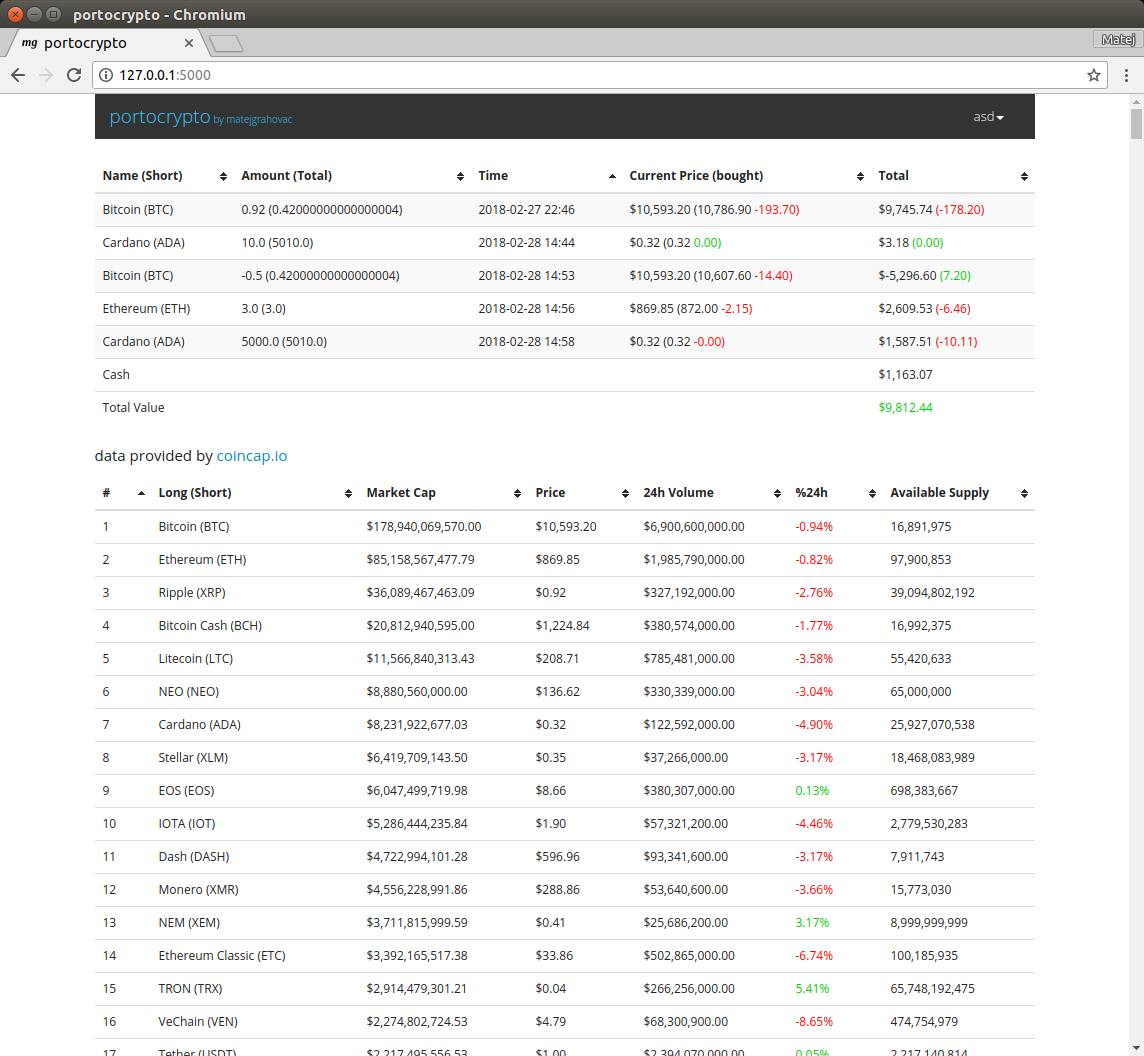 portocrypto - Chromium
mg portocrypto
Matej
127.0.0.1:5000
portocrypto by matejgrahovac asd
Name (Short) Amount (Total) Time Current Price (bought) Total
Bitcoin (BTC) 0.92 (0.42000000000000004) 2018-02-27 22:46 $10,593.20 (10,786.90 -193.70) $9,745.74 (-178.20)
Cardano (ADA) 10.0 (5010.0) 2018-02-28 14:44 $0.32 (0.32 0.00) $3.18 (0.00)
Bitcoin (BTC) -0.5 (0.42000000000000004) 2018-02-28 14:53 $10,593.20 (10,607.60 -14.40) $-5,296.60 (7.20)
Ethereum (ETH) 3.0 (3.0) 2018-02-28 14:56 $869.85 (872.00 -2.15) $2,609.53 (-6.46)
Cardano (ADA) 5000.0 (5010.0) 2018-02-28 14:58 $0.32 (0.32 -0.00) $1,587.51 (-10.11)
Cash $1,163.07
Total Value $9,812.44
data provided by coincap.io
# Long (Short) Market Cap Price 24h Volume %24h Available Supply
1 Bitcoin (BTC) $178,940,069,570.00 $10,593.20 $6,900,600,000.00 -0.94% 16,891,975
2 Ethereum (ETH) $85,158,567,477.79 $869.85 $1,985,790,000.00 -0.82% 97,900,853
3 Ripple (XRP) $36,089,467,463.09 $0.92 $327,192,000.00 -2.76% 39,094,802,192
4 Bitcoin Cash (BCH) $20,812,940,595.00 $1,224.84 $380,574,000.00 -1.77% 16,992,375
5 Litecoin (LTC) $11,566,840,313.43 $208.71 $785,481,000.00 -3.58% 55,420,633
6 NEO (NEO) $8,880,560,000.00 $136.62 $330,339,000.00 -3.04% 65,000,000
7 Cardano (ADA) $8,231,922,677.03 $0.32 $122,592,000.00 -4.90% 25,927,070,538
8 Stellar (XLM) $6,419,709,143.50 $0.35 $37,266,000.00 -3.17% 18,468,083,989
9 EOS (EOS) $6,047,499,719.98 $8.66 $380,307,000.00 0.13% 698,383,667
10 IOTA (IOT) $5,286,444,235.84 $1.90 $57,321,200.00 -4.46% 2,779,530,283
11 Dash (DASH) $4,722,994,101.28 $596.96 $93,341,600.00 -3.17% 7,911,743
12 Monero (XMR) $4,556,228,991.86 $288.86 $53,640,600.00 -3.66% 15,773,030
13 NEM (XEM) $3,711,815,999.59 $0.41 $25,686,200.00 3.17% 8,999,999,999
14 Ethereum Classic (ETC) $3,392,165,517.38 $33.86 $502,865,000.00 -6.74% 100,185,935
15 TRON (TRX) $2,914,479,301.21 $0.04 $266,256,000.00 5.41% 65,748,192,475
16 VeChain (VEN) $2,274,802,724.53 $4.79 $68,300,900.00 -8.65% 474,754,979
17 Tether (USDT) $2,217,495,556.53 $1.00 $2,394,070,000.00 0.05% 2,217,140,814